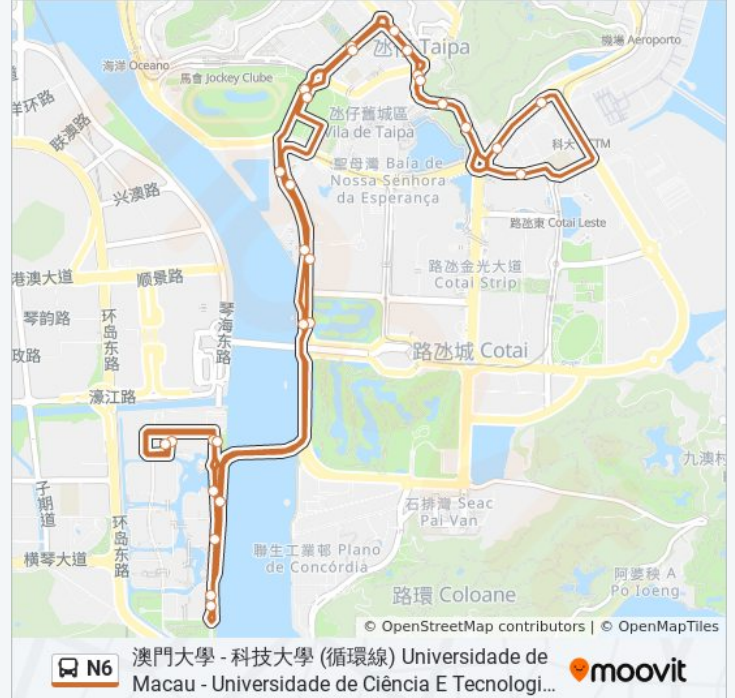 氹仔 Taipa
機場 Aeroporto
海洋 Oceano
馬會 Jockey Clube
洋环路
联澳路
氹仔舊城區
Vila de Taipa
科大
TM
聖母灣 Baía de
Nossa Senhora
da Esperança
兴澳路
路氹東 Cotai Leste
港澳大道
顺景路
路氹金光大道
Cotai Strip
琴韵路
环岛东路
琴海东路
政路
路氹城 Cotai
濠江路
九澳村
子期道
环岛东路
石排灣 Seac
Pai Van
横琴大道
聯生工業邨 Plano
de Concórdia
阿婆秧 A
Po Ioeng
路環 Coloane
© OpenStreetMap contributors | © OpenMapTiles
N6
澳門大學 - 科技大學 (循環線) Universidade de
Macau - Universidade de Ciência E Tecnologi...
moovit